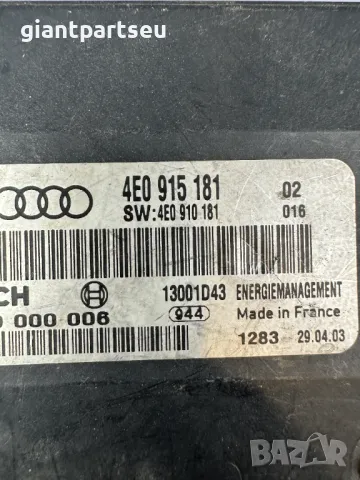 giantpartseu
4E0 915 181 02
SW:4E0 910 181 016
CH 13001D43 ENERGIEMANAGEMENT
000 006 944 Made in France
1283 29.04.03
BAZAR